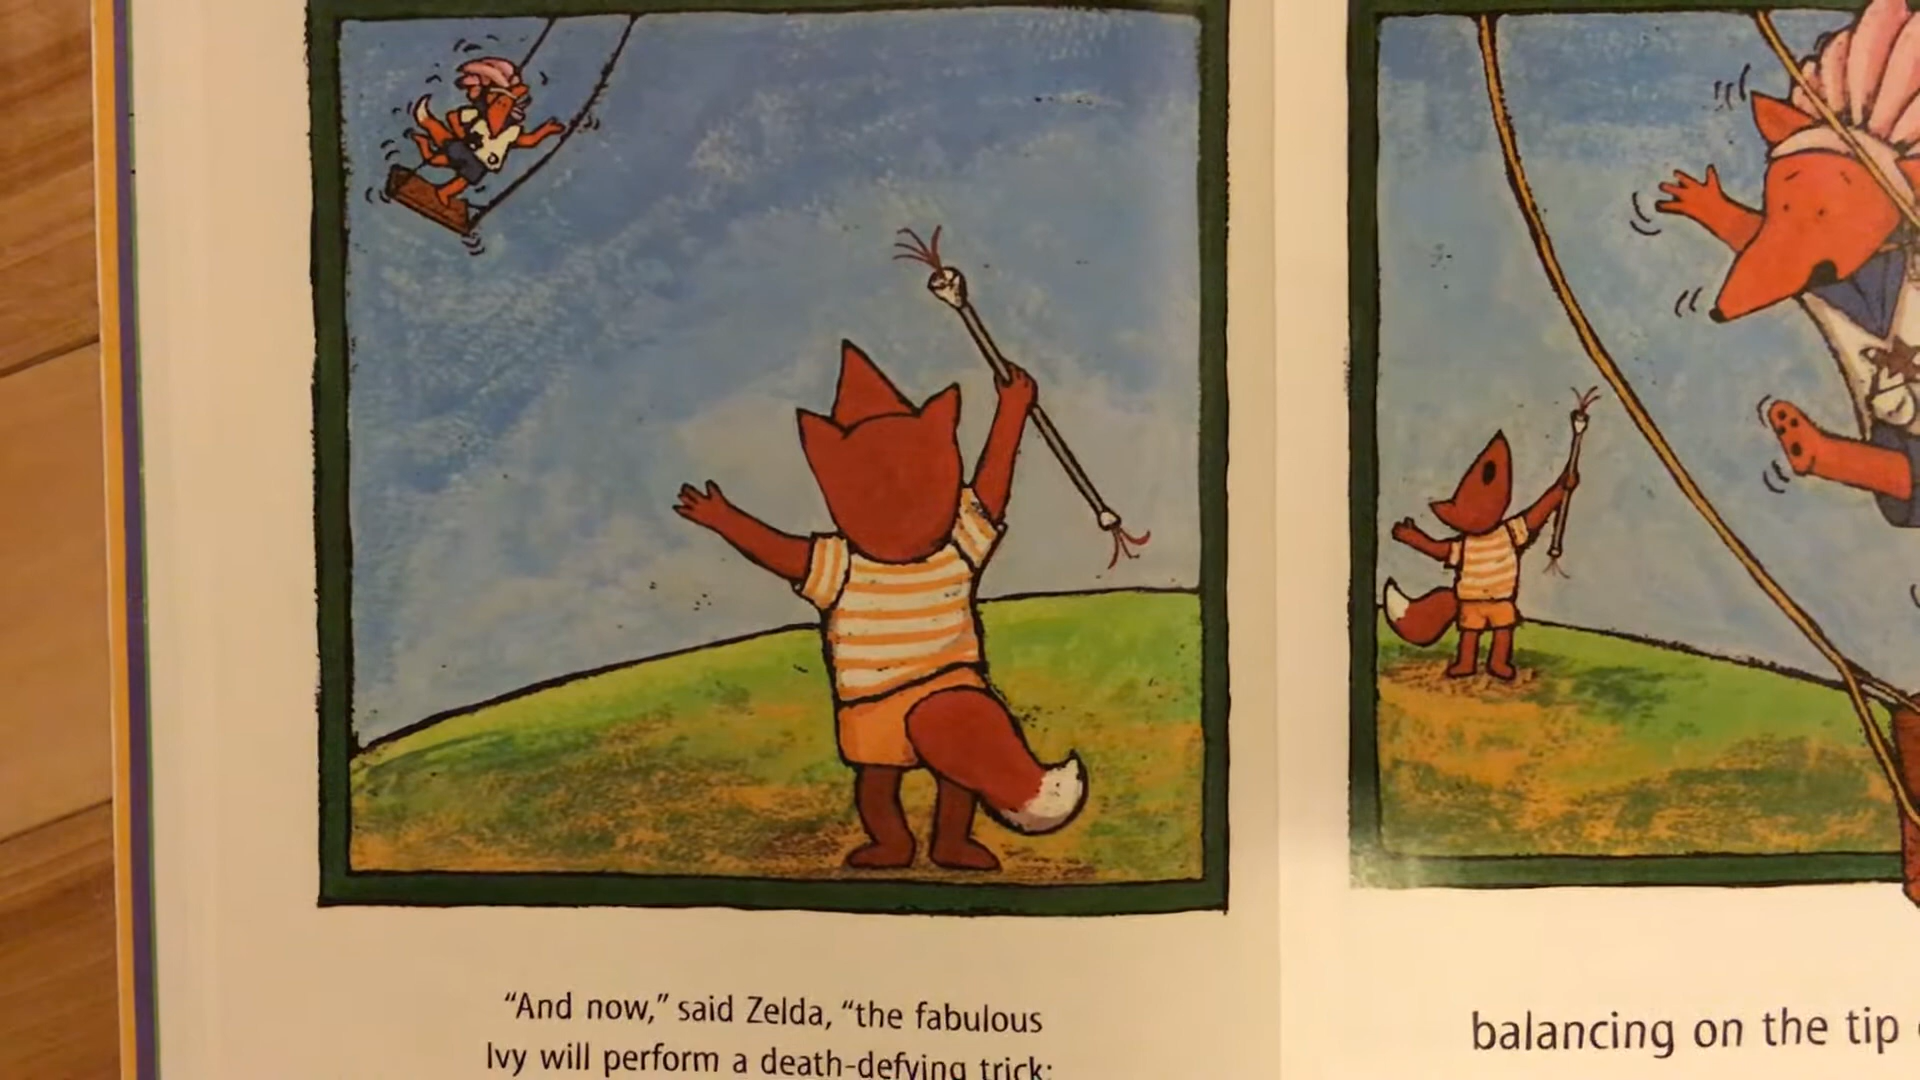 “And now,” said Zelda, “the fabulous
Ivy will perform a death-defying trick:
balancing on the tip